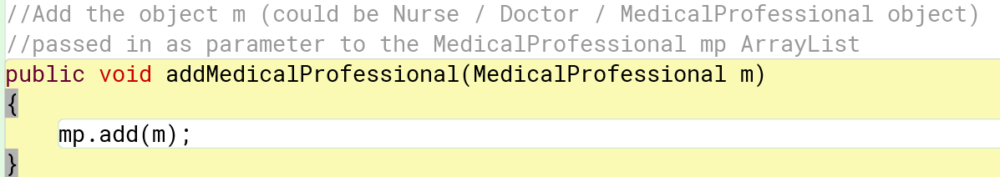 //Add the object m (could be Nurse / Doctor / MedicalProfessional object)
//passed in as parameter to the MedicalProfessional mp ArrayList
public void addMedicalProfessional(MedicalProfessional m)
{
    mp.add(m);
}